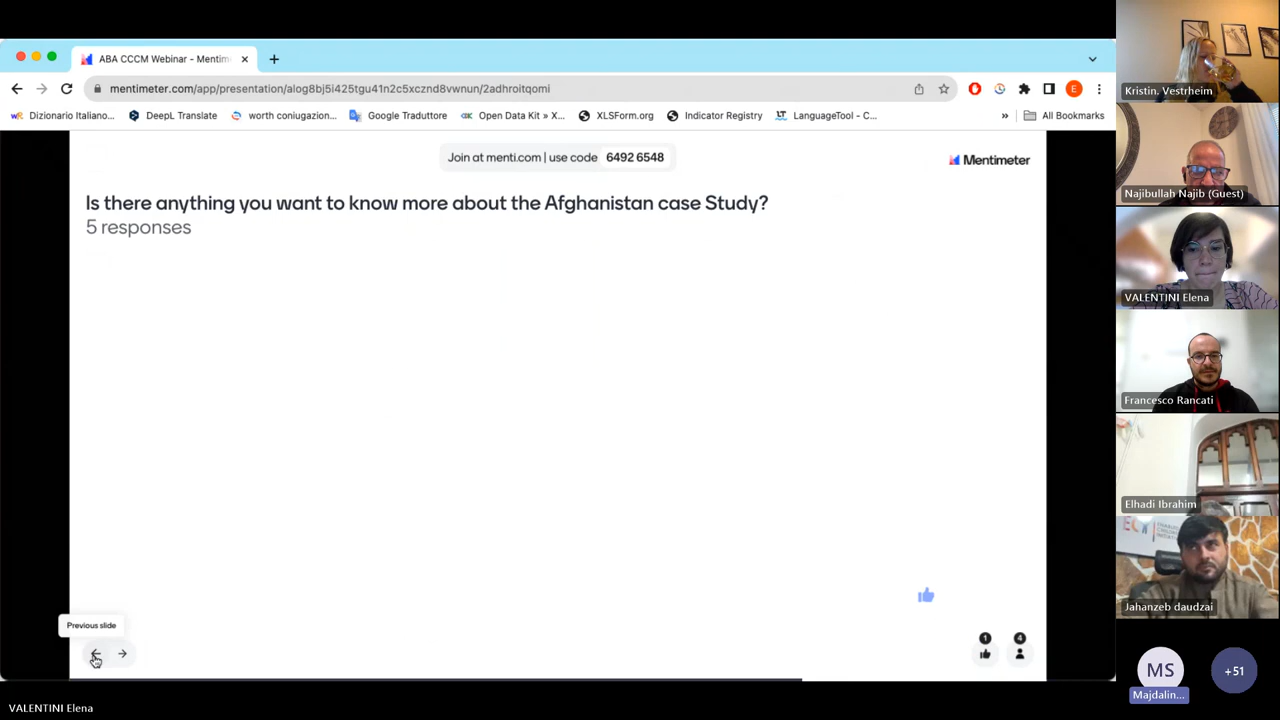 ABA CCCM Webinar - Mentim
mentimeter.com/app/presentation/alog8bj5i425tgu41n2c5xcznd8vwnun/2adhroitqomi
E
WR Dizionario Italiano...
DeepL Translate
worth coniugazion...
Google Traduttore
Open Data Kit » X...
XLSForm.org
Indicator Registry
LT LanguageTool - C...
»
All Bookmarks
Join at menti.com | use code 6492 6548
Mentimeter
Is there anything you want to know more about the Afghanistan case Study?
5 responses
Previous slide
1
4
VALENTINI Elena
Kristin. Vestrheim
Najibullah Najib (Guest)
VALENTINI Elena
Francesco Rancati
Elhadi Ibrahim
Jahanzeb daudzai
MS
Majdalin...
+51